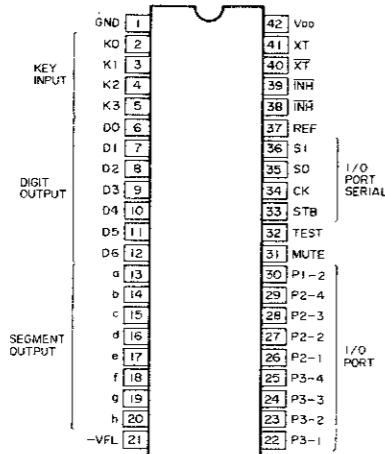 GND 1 42 VDD
K0 2 41 XT
K1 3 40 XT
K2 4 39 INH
K3 5 38 INH
D0 6 37 REF
D1 7 36 SI
D2 8 35 SO
D3 9 34 CK
D4 10 33 STB
D5 11 32 TEST
D6 12 31 MUTE
a 13 30 P1-2
b 14 29 P2-4
c 15 28 P2-3
d 16 27 P2-2
e 17 26 P2-1
f 18 25 P3-4
g 19 24 P3-3
h 20 23 P3-2
-VFL 21 22 P3-1
KEY
INPUT
DIGIT
OUTPUT
SEGMENT
OUTPUT
I/O
PORT
SERIAL
I/O
PORT